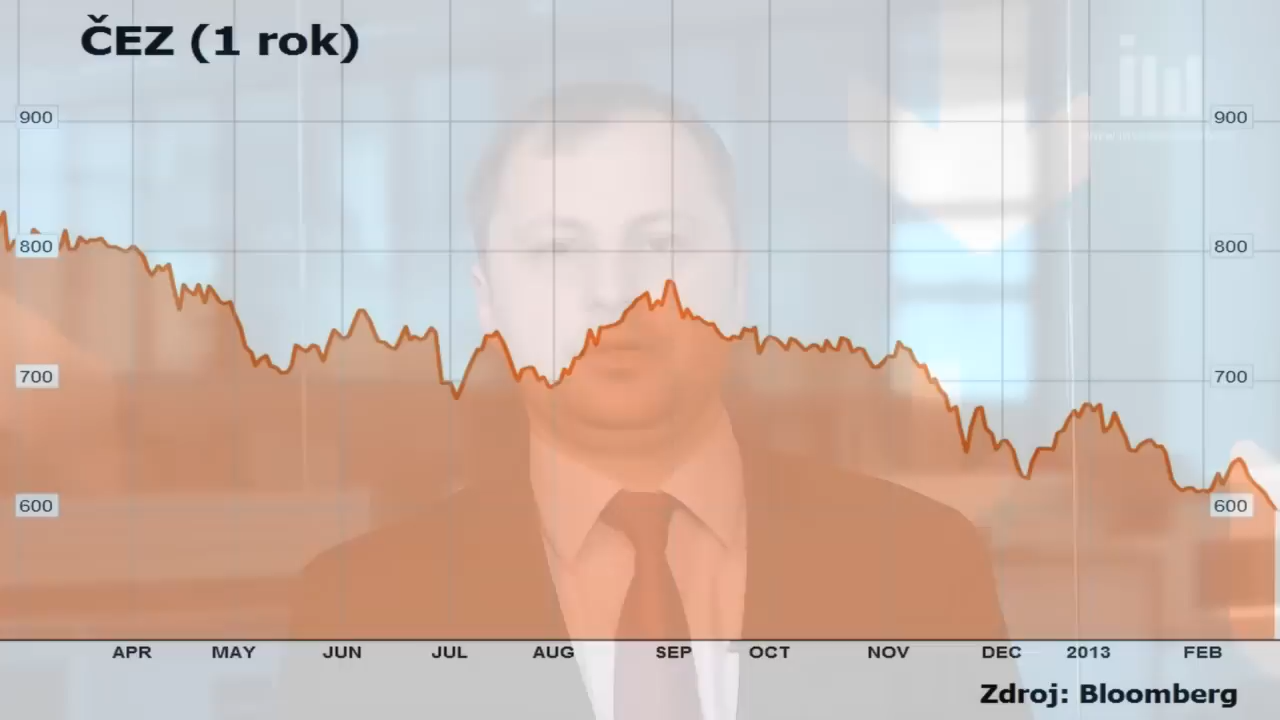 ČEZ (1 rok)
900 900
800 800
700 700
600 600
APR MAY JUN JUL AUG SEP OCT NOV DEC 2013 FEB
Zdroj: Bloomberg